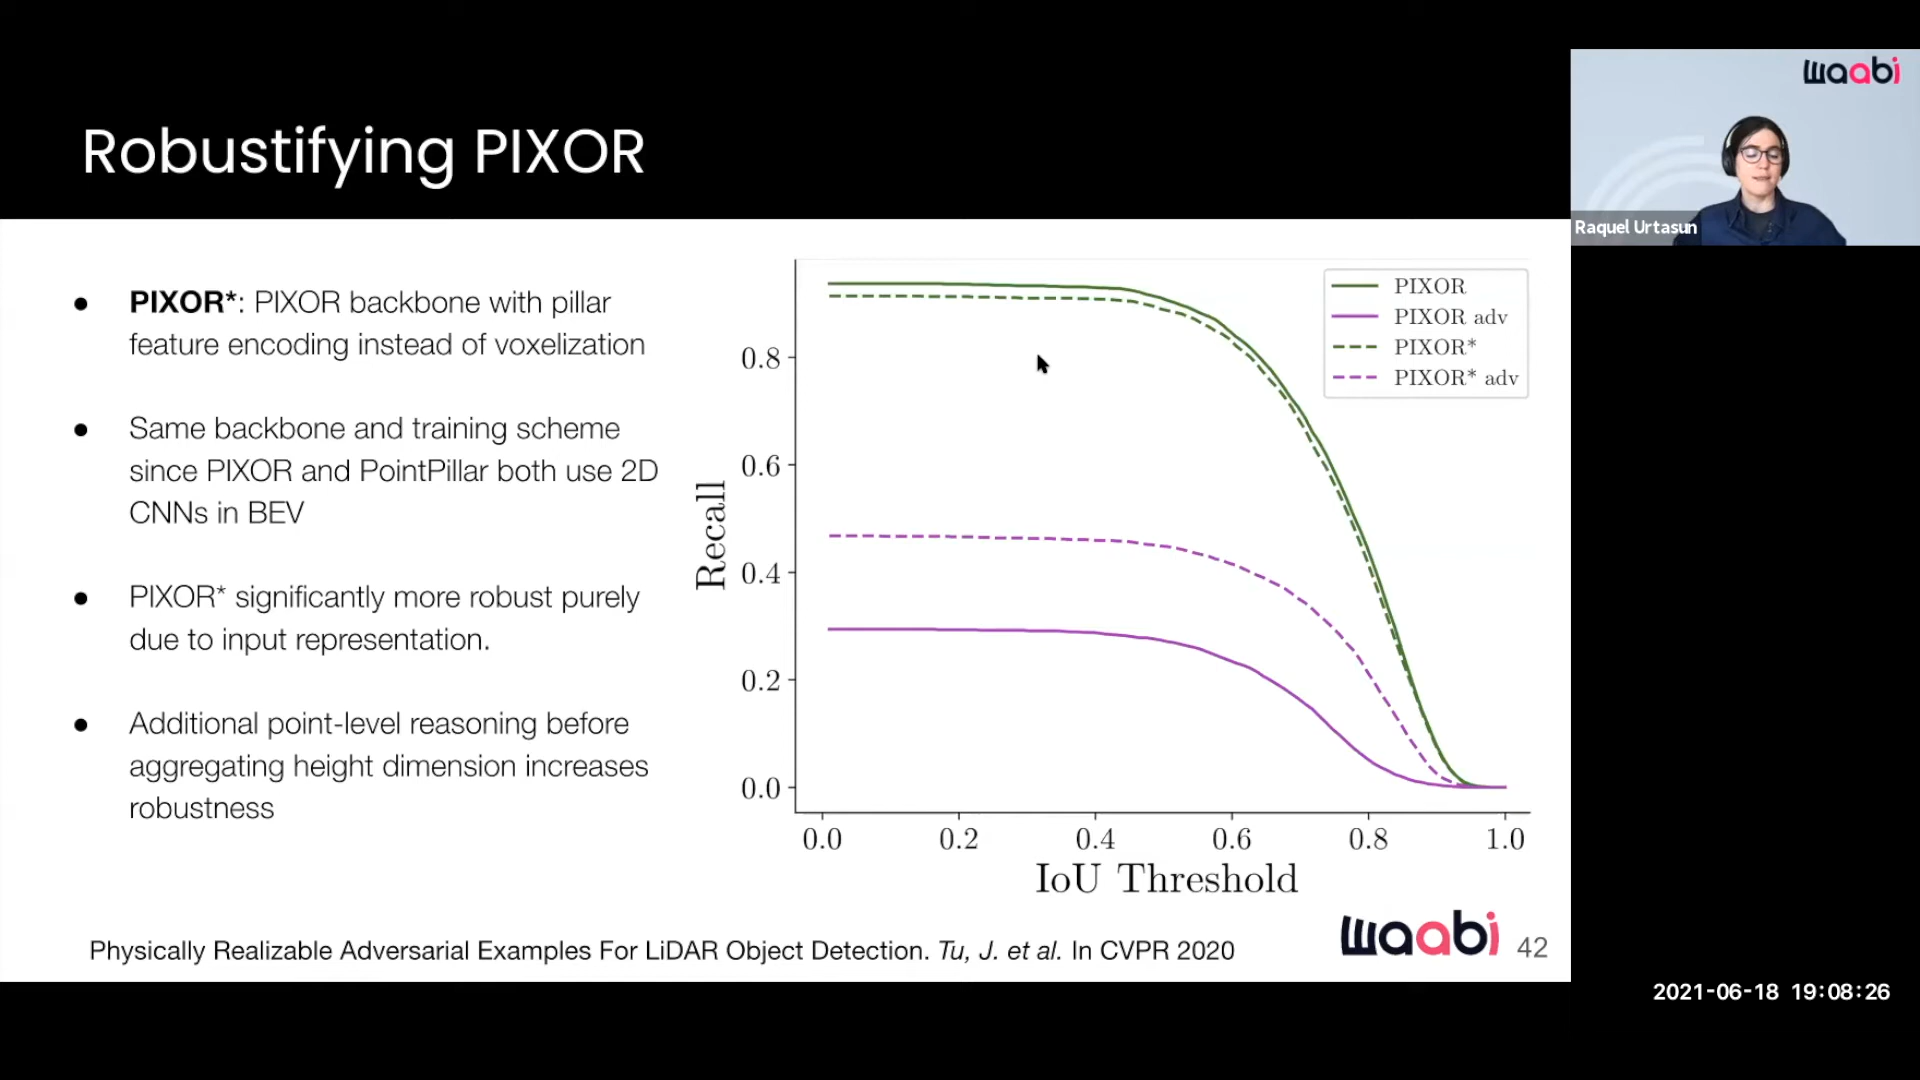 Robustifying PIXOR
waabi
Raquel Urtasun
● PIXOR*: PIXOR backbone with pillar
feature encoding instead of voxelization
● Same backbone and training scheme
since PIXOR and PointPillar both use 2D
CNNs in BEV
● PIXOR* significantly more robust purely
due to input representation.
● Additional point-level reasoning before
aggregating height dimension increases
robustness
PIXOR
PIXOR adv
PIXOR*
PIXOR* adv
Recall
0.8
0.6
0.4
0.2
0.0
0.0 0.2 0.4 0.6 0.8 1.0
IoU Threshold
Physically Realizable Adversarial Examples For LiDAR Object Detection. Tu, J. et al. In CVPR 2020
waabi 42
2021-06-18 19:08:26